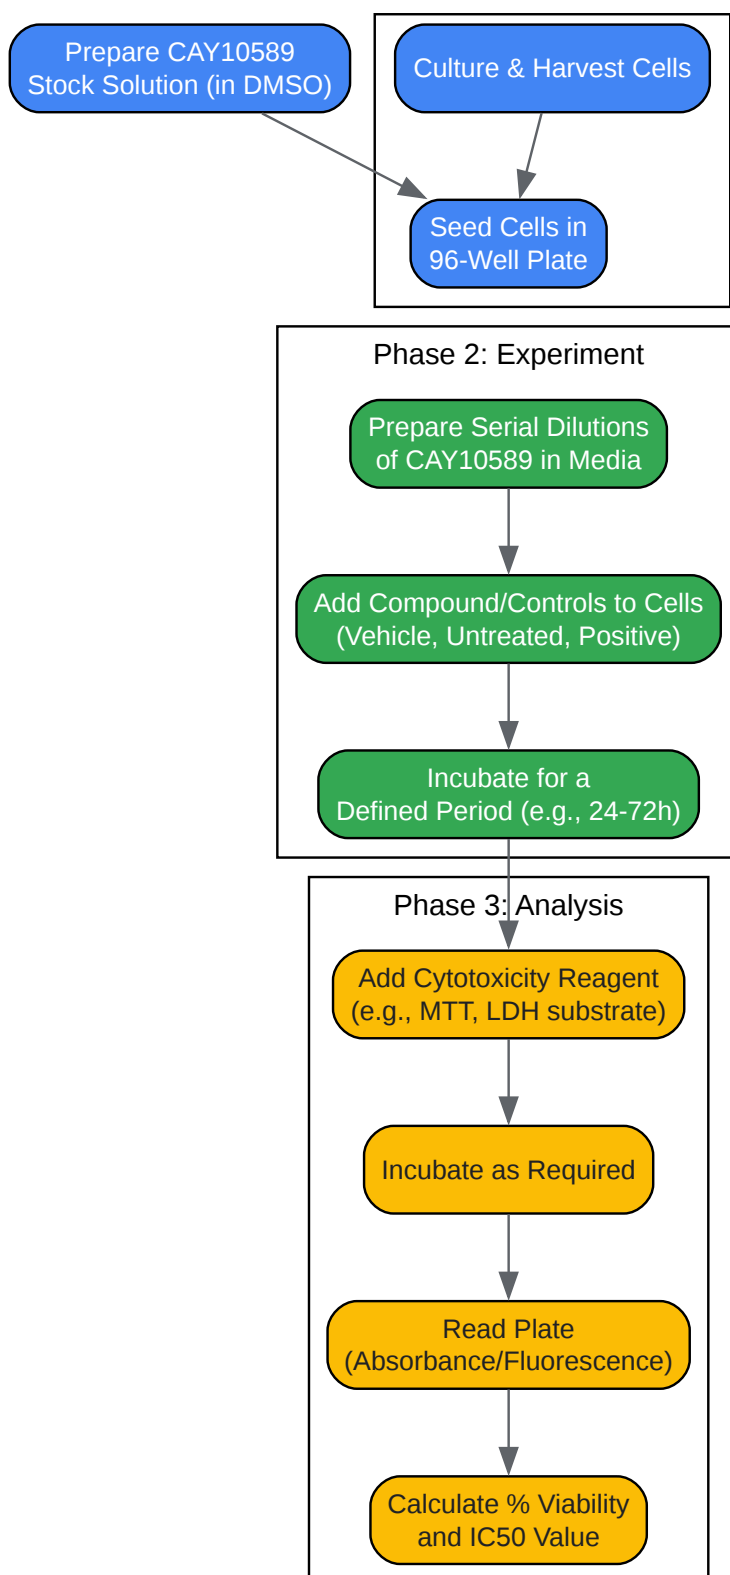 Prepare CAY10589
Stock Solution (in DMSO)
Culture & Harvest Cells
Seed Cells in
96-Well Plate
Phase 2: Experiment
Prepare Serial Dilutions
of CAY10589 in Media
Add Compound/Controls to Cells
(Vehicle, Untreated, Positive)
Incubate for a
Defined Period (e.g., 24-72h)
Phase 3: Analysis
Add Cytotoxicity Reagent
(e.g., MTT, LDH substrate)
Incubate as Required
Read Plate
(Absorbance/Fluorescence)
Calculate % Viability
and IC50 Value